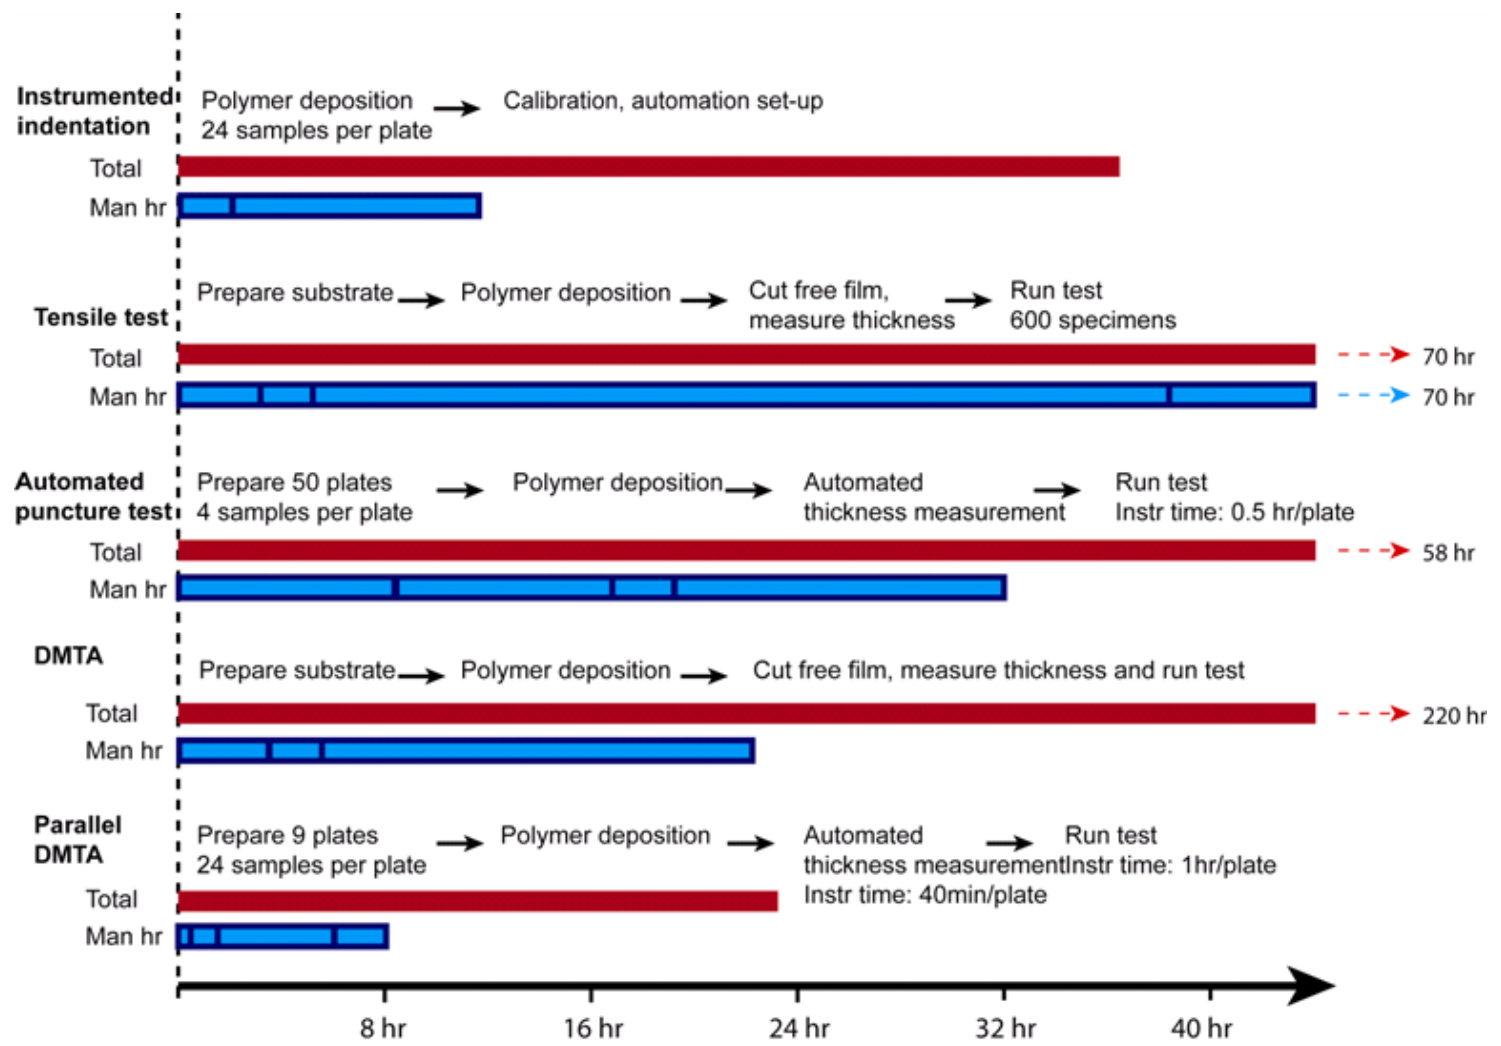 Instrumented
indentation
Polymer deposition
24 samples per plate
Calibration, automation set-up
Total
Man hr
Tensile test
Prepare substrate
Polymer deposition
Cut free film,
measure thickness
Run test
600 specimens
Total
70 hr
Man hr
70 hr
Automated
puncture test
Prepare 50 plates
4 samples per plate
Polymer deposition
Automated
thickness measurement
Run test
Instr time: 0.5 hr/plate
Total
58 hr
Man hr
DMTA
Prepare substrate
Polymer deposition
Cut free film, measure thickness and run test
Total
220 hr
Man hr
Parallel
DMTA
Prepare 9 plates
24 samples per plate
Polymer deposition
Automated
thickness measurement
Instr time: 40min/plate
Run test
Instr time: 1hr/plate
Total
Man hr
8 hr
16 hr
24 hr
32 hr
40 hr